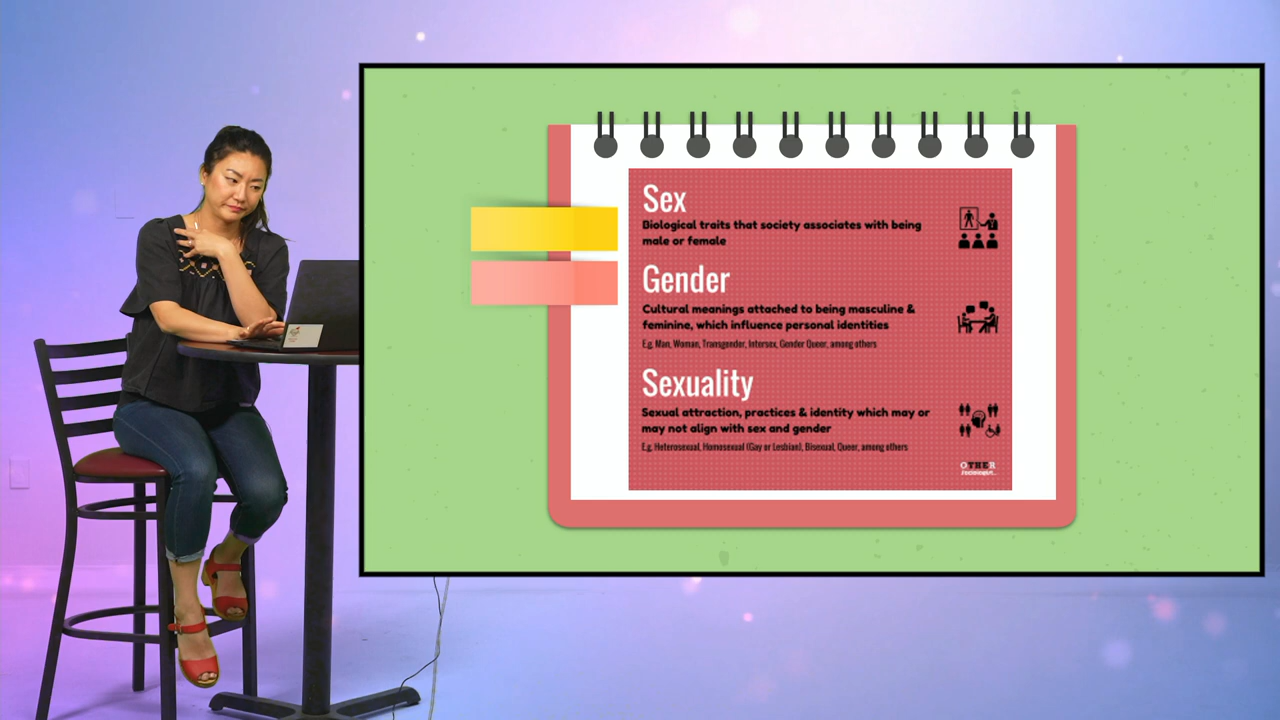 Sex
Biological traits that society associates with being
male or female
Gender
Cultural meanings attached to being masculine &
feminine, which influence personal identities
E.g. Man, Woman, Transgender, Intersex, Gender Queer, among others
Sexuality
Sexual attraction, practices & identity which may or
may not align with sex and gender
E.g. Heterosexual, Homosexual (Gay or Lesbian), Bisexual, Queer, among others
OTHER